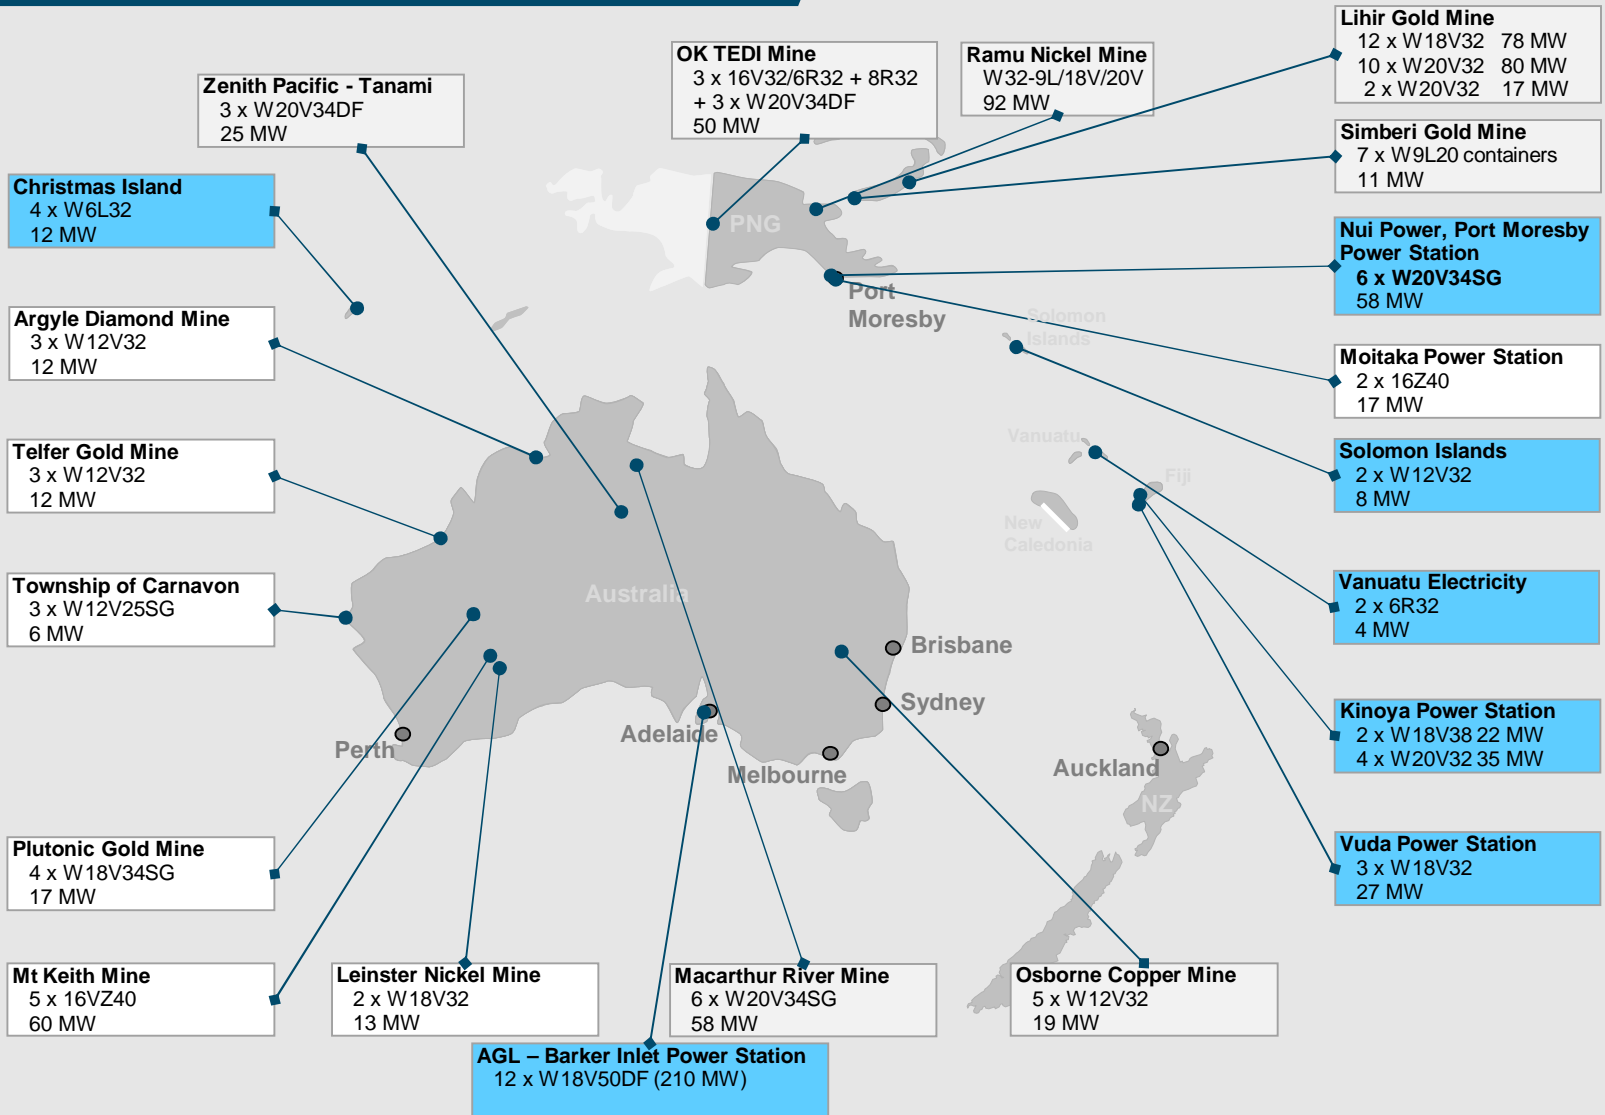 Lihir Gold Mine
12 x W18V32 78 MW
10 x W20V32 80 MW
2 x W20V32 17 MW
OK TEDI Mine
3 x 16V32/6R32 + 8R32
+ 3 x W20V34DF
50 MW
Ramu Nickel Mine
W32-9L/18V/20V
92 MW
Zenith Pacific - Tanami
3 x W20V34DF
25 MW
Simberi Gold Mine
7 x W9L20 containers
11 MW
Christmas Island
4 x W6L32
12 MW
PNG
Nui Power, Port Moresby
Power Station
6 x W20V34SG
58 MW
Port
Moresby
Argyle Diamond Mine
3 x W12V32
12 MW
Solomon
Islands
Moitaka Power Station
2 x 16Z40
17 MW
Telfer Gold Mine
3 x W12V32
12 MW
Vanuatu
Solomon Islands
2 x W12V32
8 MW
Fiji
New
Caledonia
Township of Carnavon
3 x W12V25SG
6 MW
Australia
Vanuatu Electricity
2 x 6R32
4 MW
Brisbane
Sydney
Kinoya Power Station
2 x W18V38 22 MW
4 x W20V32 35 MW
Perth
Adelaide
Melbourne
Auckland
NZ
Plutonic Gold Mine
4 x W18V34SG
17 MW
Vuda Power Station
3 x W18V32
27 MW
Mt Keith Mine
5 x 16VZ40
60 MW
Leinster Nickel Mine
2 x W18V32
13 MW
Macarthur River Mine
6 x W20V34SG
58 MW
Osborne Copper Mine
5 x W12V32
19 MW
AGL – Barker Inlet Power Station
12 x W18V50DF (210 MW)